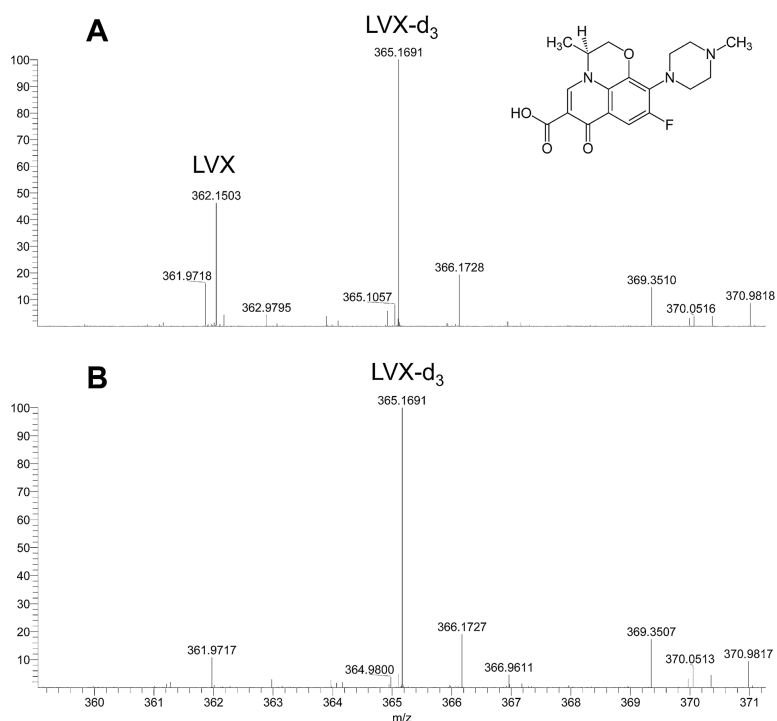 A
LVX-d3
365.1691
LVX
362.1503
361.9718
362.9795
365.1057
366.1728
369.3510
370.0516
370.9818
100
90
80
70
60
50
40
30
20
10
H
H3C
O
N
N
N
CH3
HO
O
O
F
B
LVX-d3
365.1691
361.9717
364.9800
366.1727
366.9611
369.3507
370.0513
370.9817
100
90
80
70
60
50
40
30
20
10
360 361 362 363 364 365 366 367 368 369 370 371
m/z